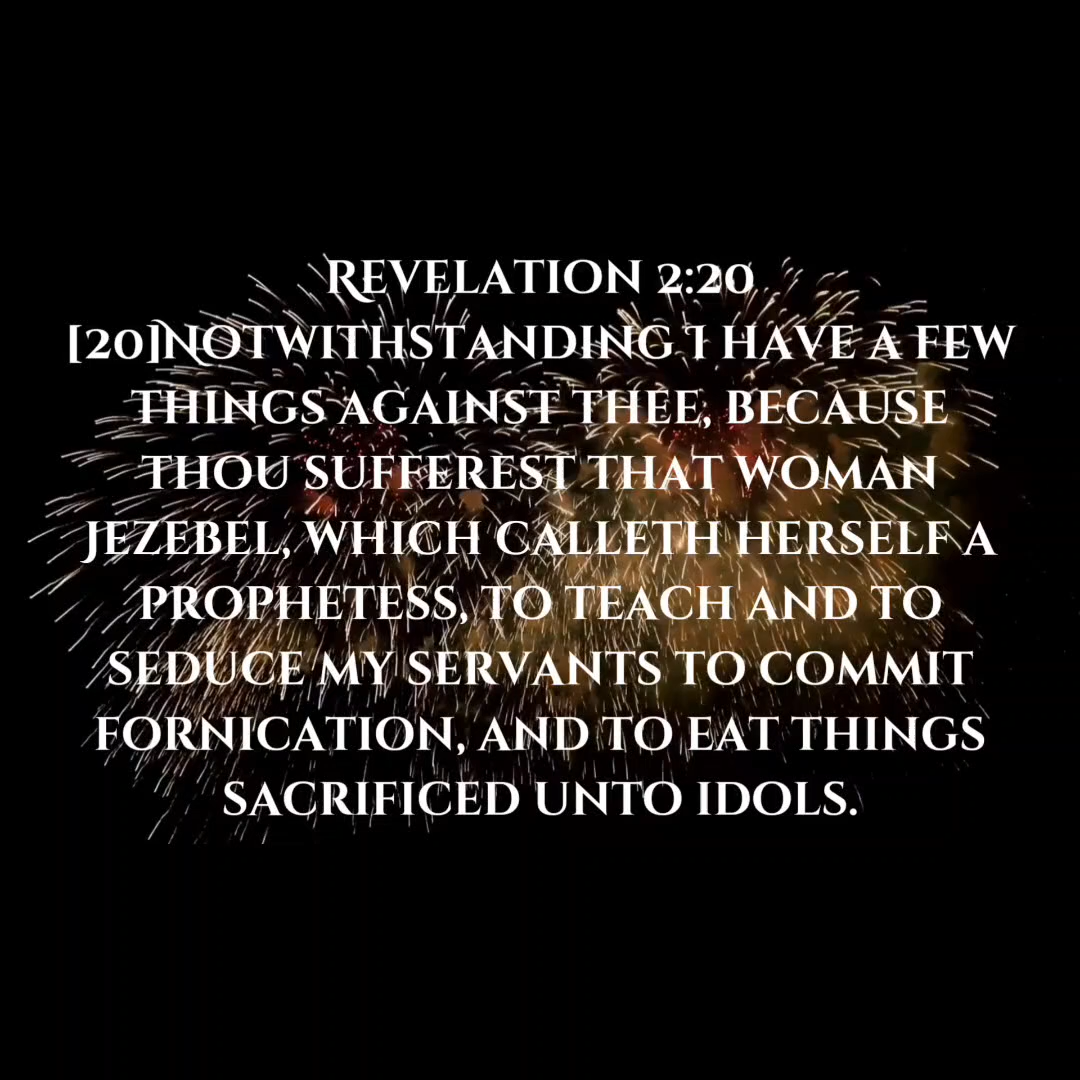 Revelation 2:20
[20]Notwithstanding I have a few
things against thee, because
thou sufferest that woman
Jezebel, which calleth herself a
prophetess, to teach and to
seduce my servants to commit
fornication, and to eat things
sacrificed unto idols.